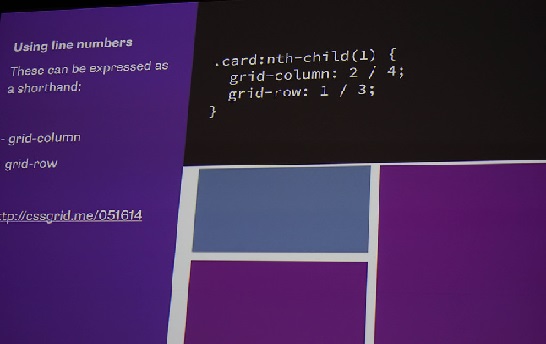 Using line numbers
These can be expressed as
a shorthand:
- grid-column
grid-row
ttp://cssgrid.me/051614
.card:nth-child(1) {
grid-column: 2 / 4;
grid-row: 1 / 3;
}